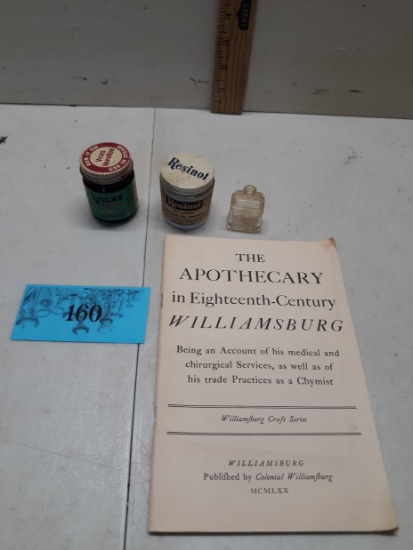 VICKS
Resinol
Resinol
160
THE
APOTHECARY
in Eighteenth-Century
WILLIAMSBURG
Being an Account of his medical and
chirurgical Services, as well as of
his trade Practices as a Chymist
Williamsburg Craft Series
WILLIAMSBURG
Published by Colonial Williamsburg
MCMLXX